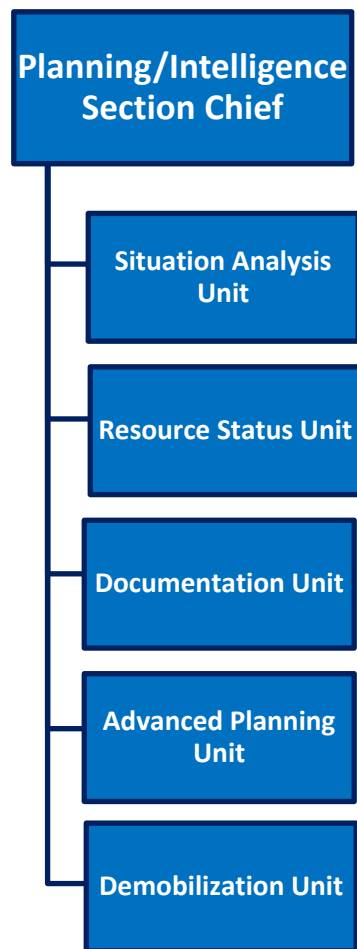 Planning/Intelligence
Section Chief
Situation Analysis
Unit
Resource Status Unit
Documentation Unit
Advanced Planning
Unit
Demobilization Unit